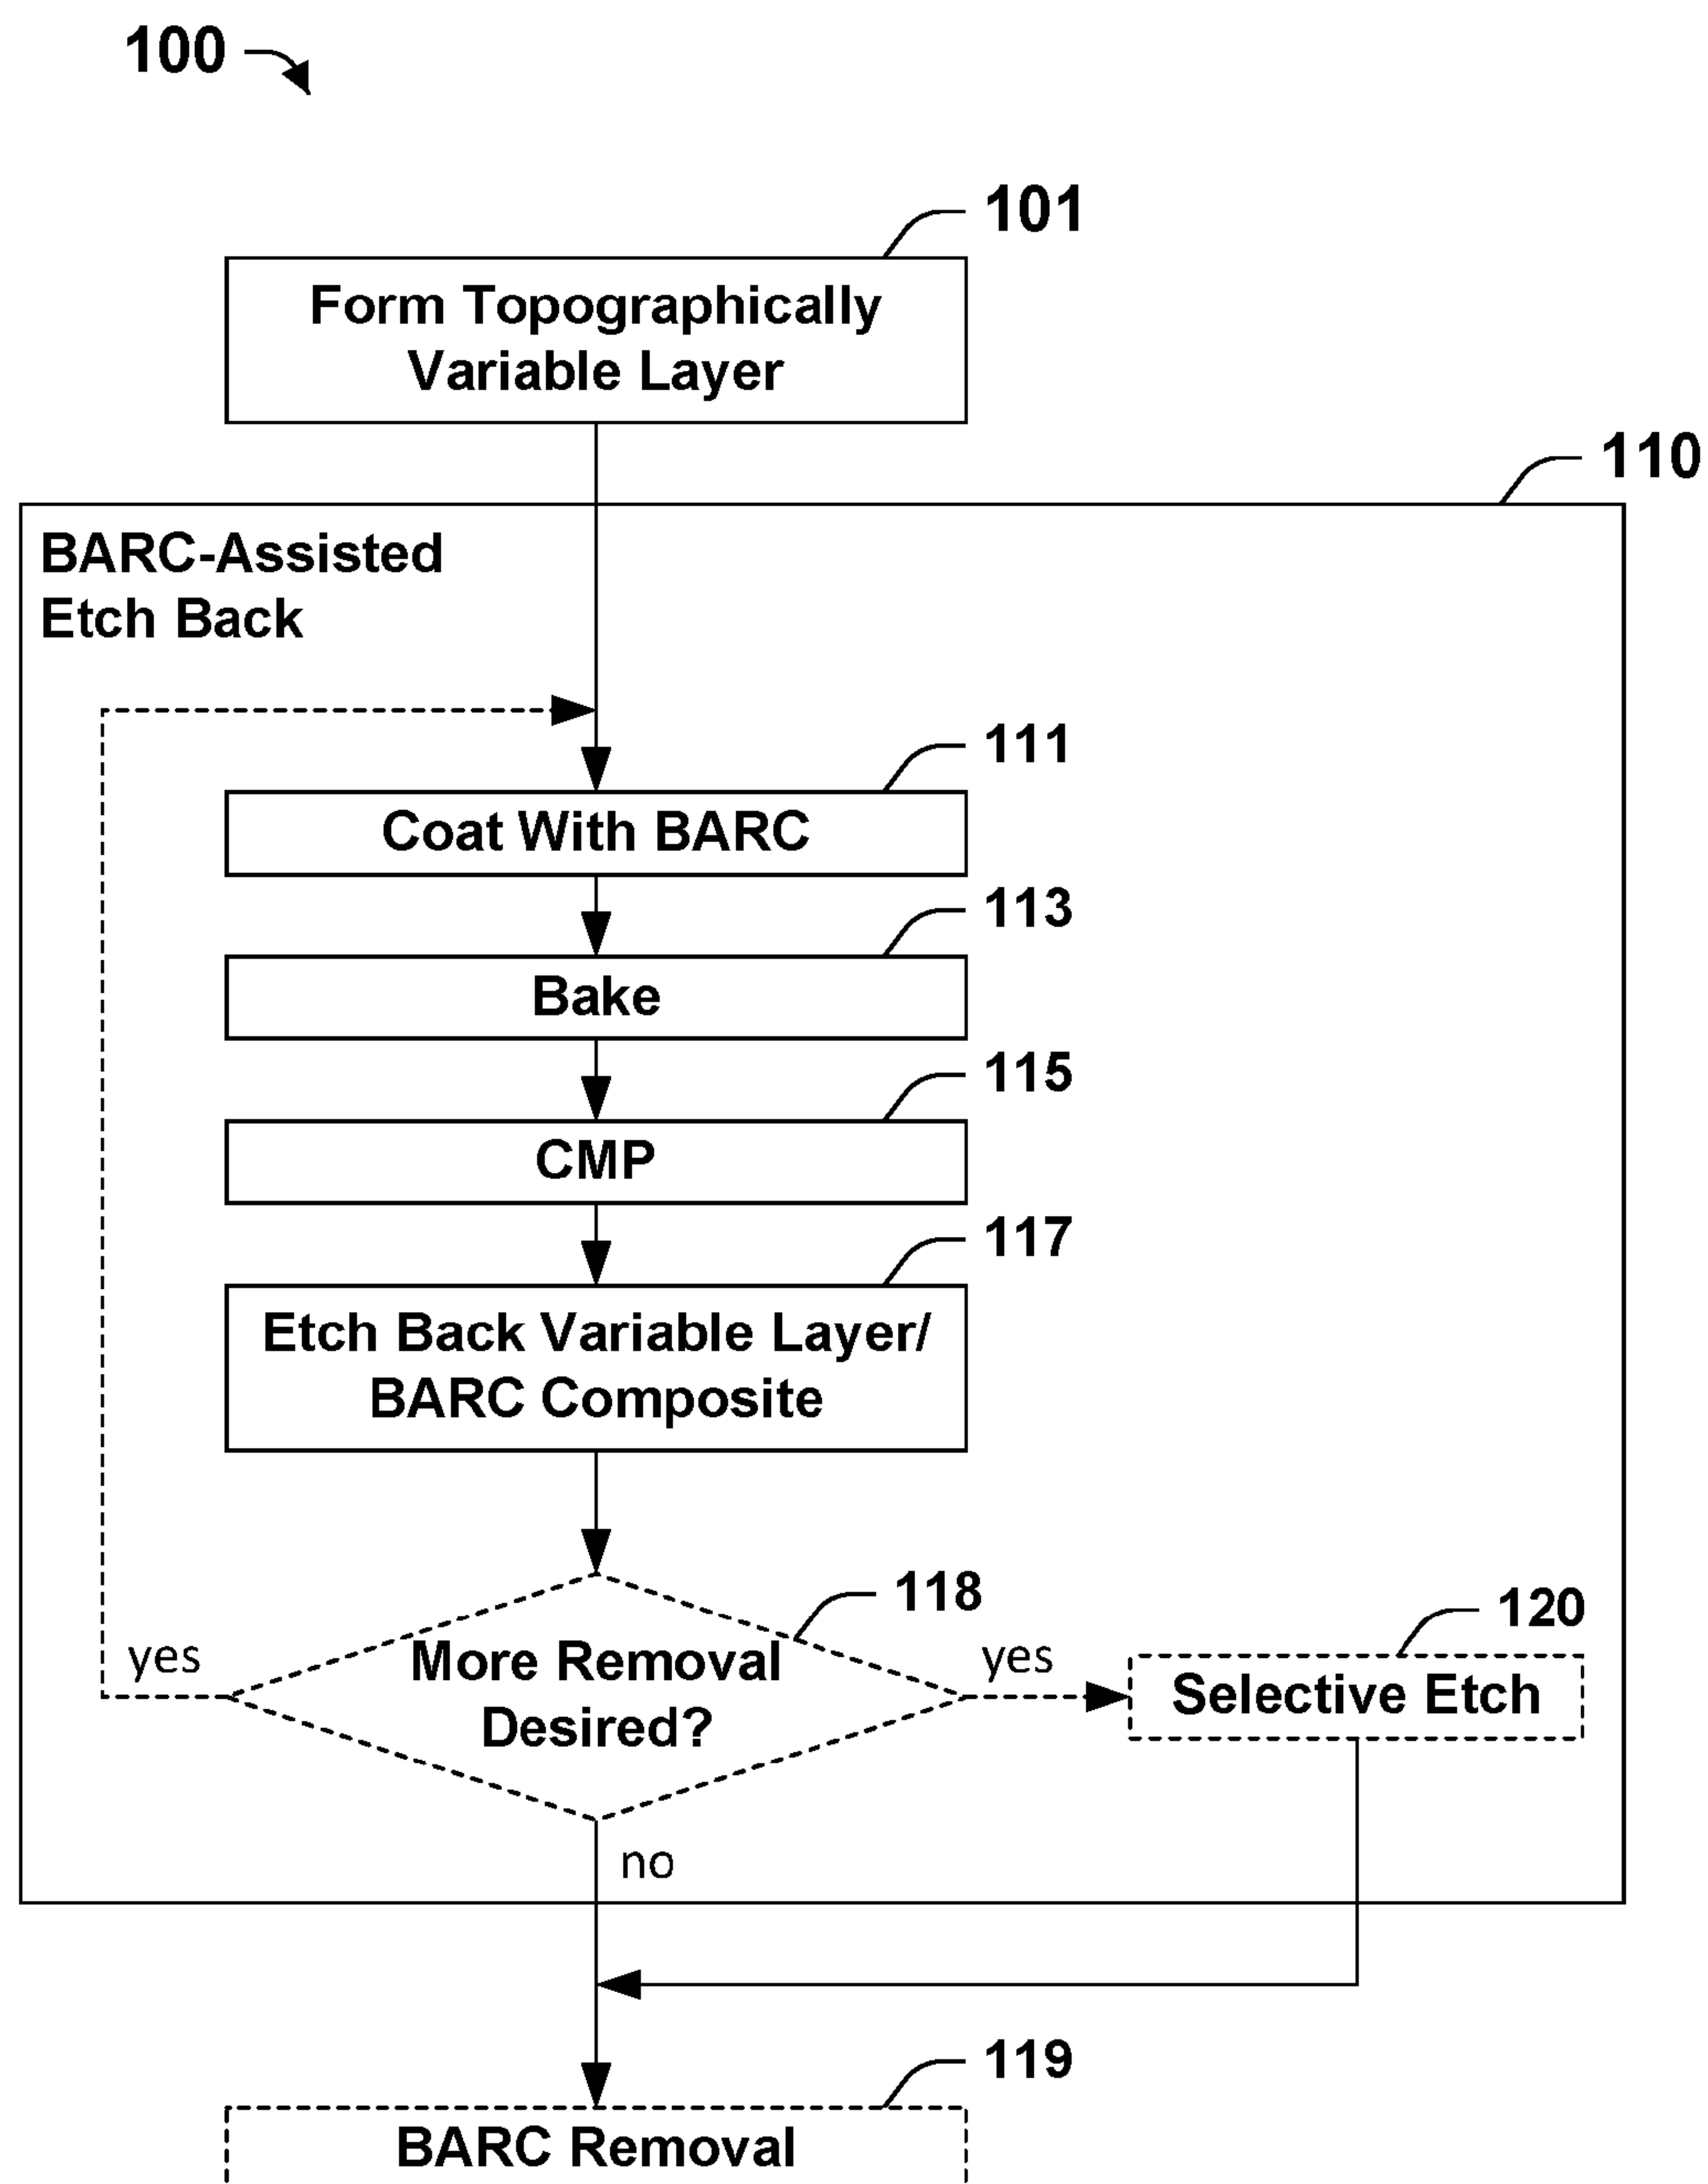 100
101
Form Topographically
Variable Layer
110
BARC-Assisted
Etch Back
111
Coat With BARC
113
Bake
115
CMP
117
Etch Back Variable Layer/
BARC Composite
118
More Removal
Desired?
yes
yes
120
Selective Etch
no
119
BARC Removal